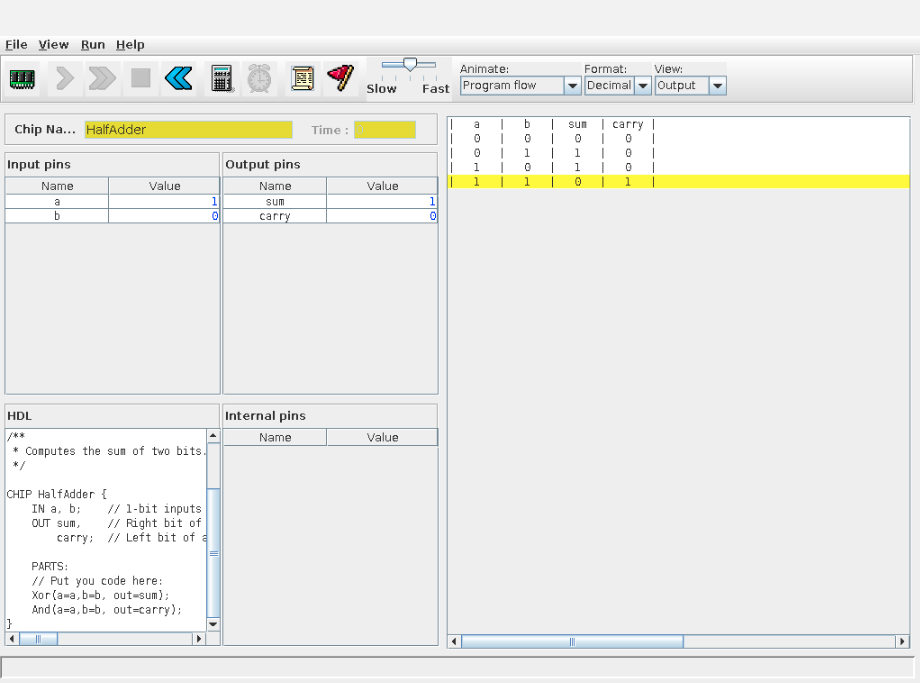 File View Run Help
Slow Fast
Animate: Format: View:
Program flow Decimal Output
Chip Na... HalfAdder Time :
Input pins
Name Value
a 1
b 0
Output pins
Name Value
sum 1
carry 0
HDL
/**
* Computes the sum of two bits.
*/
CHIP HalfAdder {
IN a, b; // 1-bit inputs
OUT sum, // Right bit of
carry; // Left bit of a
PARTS:
// Put you code here:
Xor(a=a,b=b, out=sum);
And(a=a,b=b, out=carry);
}
Internal pins
Name Value
| a | b | sum | carry |
| 0 | 0 | 0 | 0 |
| 0 | 1 | 1 | 0 |
| 1 | 0 | 1 | 0 |
| 1 | 1 | 0 | 1 |